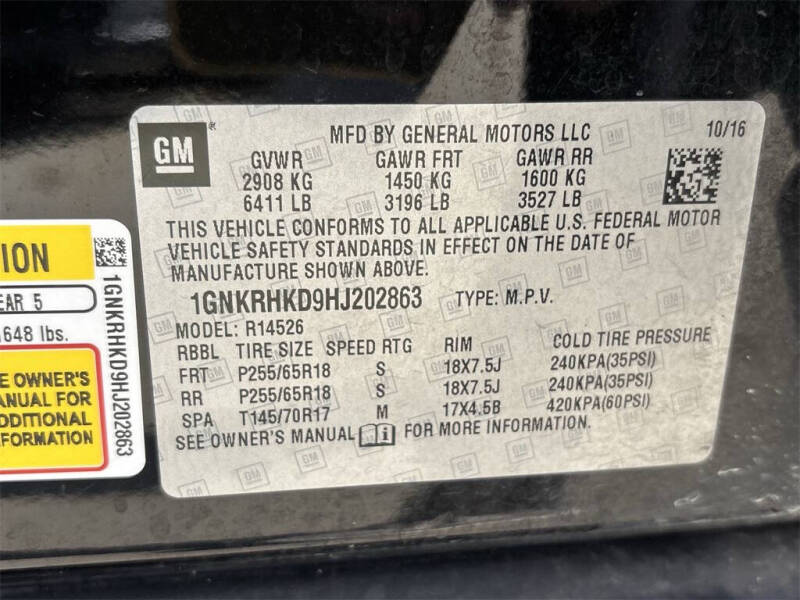 GM
MFD BY GENERAL MOTORS LLC 10/16
GVWR GAWR FRT GAWR RR
2908 KG 1450 KG 1600 KG
6411 LB 3196 LB 3527 LB
THIS VEHICLE CONFORMS TO ALL APPLICABLE U.S. FEDERAL MOTOR
VEHICLE SAFETY STANDARDS IN EFFECT ON THE DATE OF
MANUFACTURE SHOWN ABOVE.
1GNKRHKD9HJ202863 TYPE: M.P.V.
MODEL: R14526
RBBL TIRE SIZE SPEED RTG RIM COLD TIRE PRESSURE
FRT P255/65R18 S 18X7.5J 240KPA(35PSI)
RR P255/65R18 S 18X7.5J 240KPA(35PSI)
SPA T145/70R17 M 17X4.5B 420KPA(60PSI)
SEE OWNER'S MANUAL i FOR MORE INFORMATION.
ION
EAR 5
648 lbs.
E OWNER'S
ANUAL FOR
DDITIONAL
FORMATION
1GNKRHKD9HJ202863